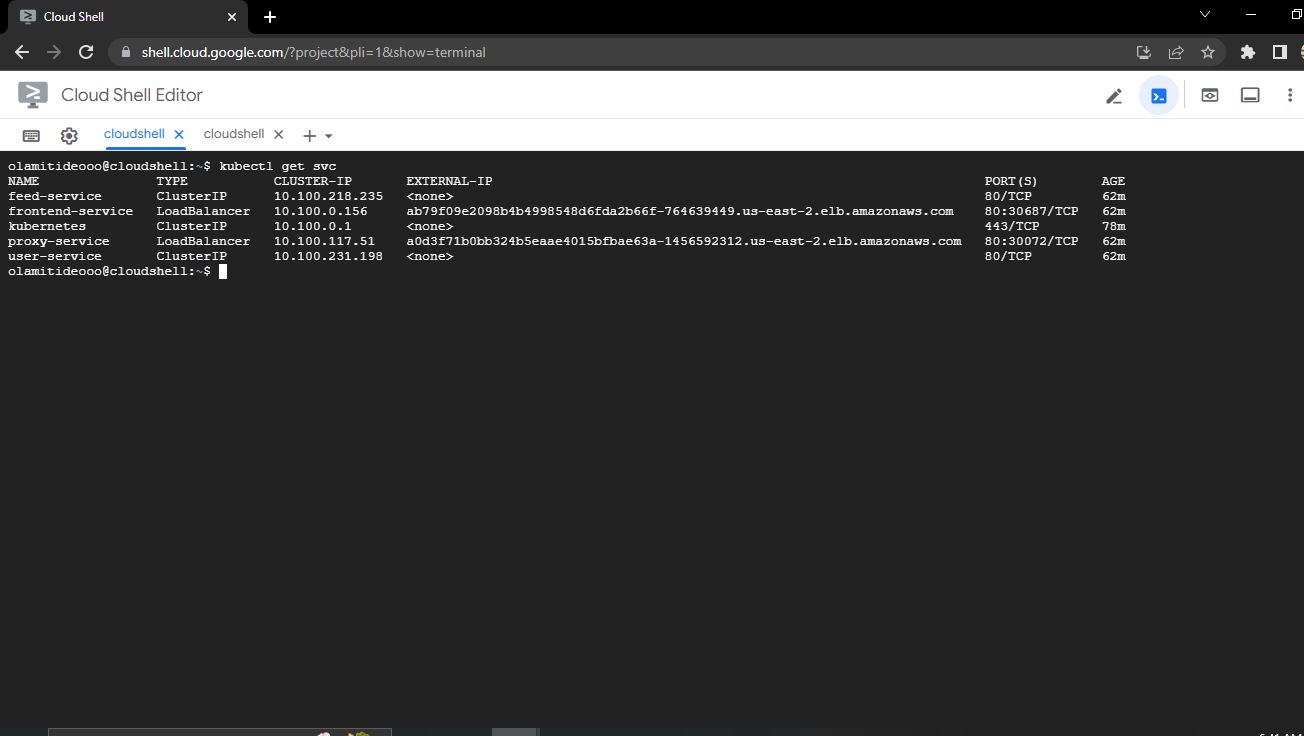 Cloud Shell
shell.cloud.google.com/?project&pli=1&show=terminal
Cloud Shell Editor
cloudshell cloudshell
olamitideooo@cloudshell:~$ kubectl get svc
NAME TYPE CLUSTER-IP EXTERNAL-IP PORT(S) AGE
feed-service ClusterIP 10.100.218.235 <none> 80/TCP 62m
frontend-service LoadBalancer 10.100.0.156 ab79f09e2098b4b4998548d6fda2b66f-764639449.us-east-2.elb.amazonaws.com 80:30687/TCP 62m
kubernetes ClusterIP 10.100.0.1 <none> 443/TCP 78m
proxy-service LoadBalancer 10.100.117.51 a0d3f71b0bb324b5eaae4015bfbae63a-1456592312.us-east-2.elb.amazonaws.com 80:30072/TCP 62m
user-service ClusterIP 10.100.231.198 <none> 80/TCP 62m
olamitideooo@cloudshell:~$